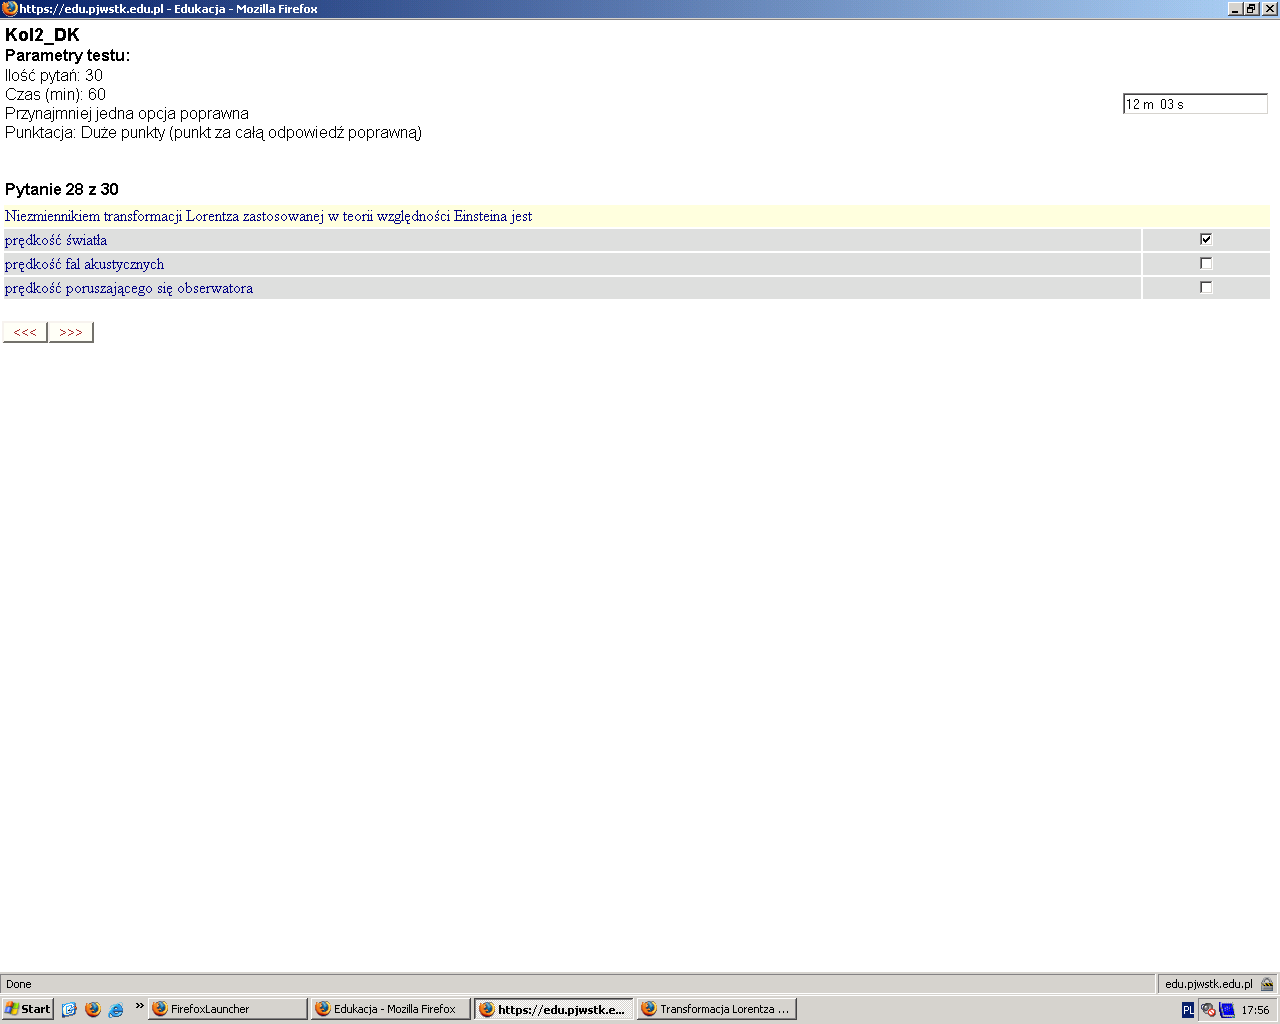 https://edu.pjwstk.edu.pl - Edukacja - Mozilla Firefox
Kol2_DK
Parametry testu:
Ilość pytań: 30
Czas (min): 60
12 m 03 s
Przynajmniej jedna opcja poprawna
Punktacja: Duże punkty (punkt za całą odpowiedź poprawną)
Pytanie 28 z 30
Niezmiennikiem transformacji Lorentza zastosowanej w teorii względności Einsteina jest
prędkość światła
prędkość fal akustycznych
prędkość poruszającego się obserwatora
<<< >>>
Done edu.pjwstk.edu.pl
Start » FirefoxLauncher Edukacja - Mozilla Firefox https://edu.pjwstk.e... Transformacja Lorentza ... PL 17:56